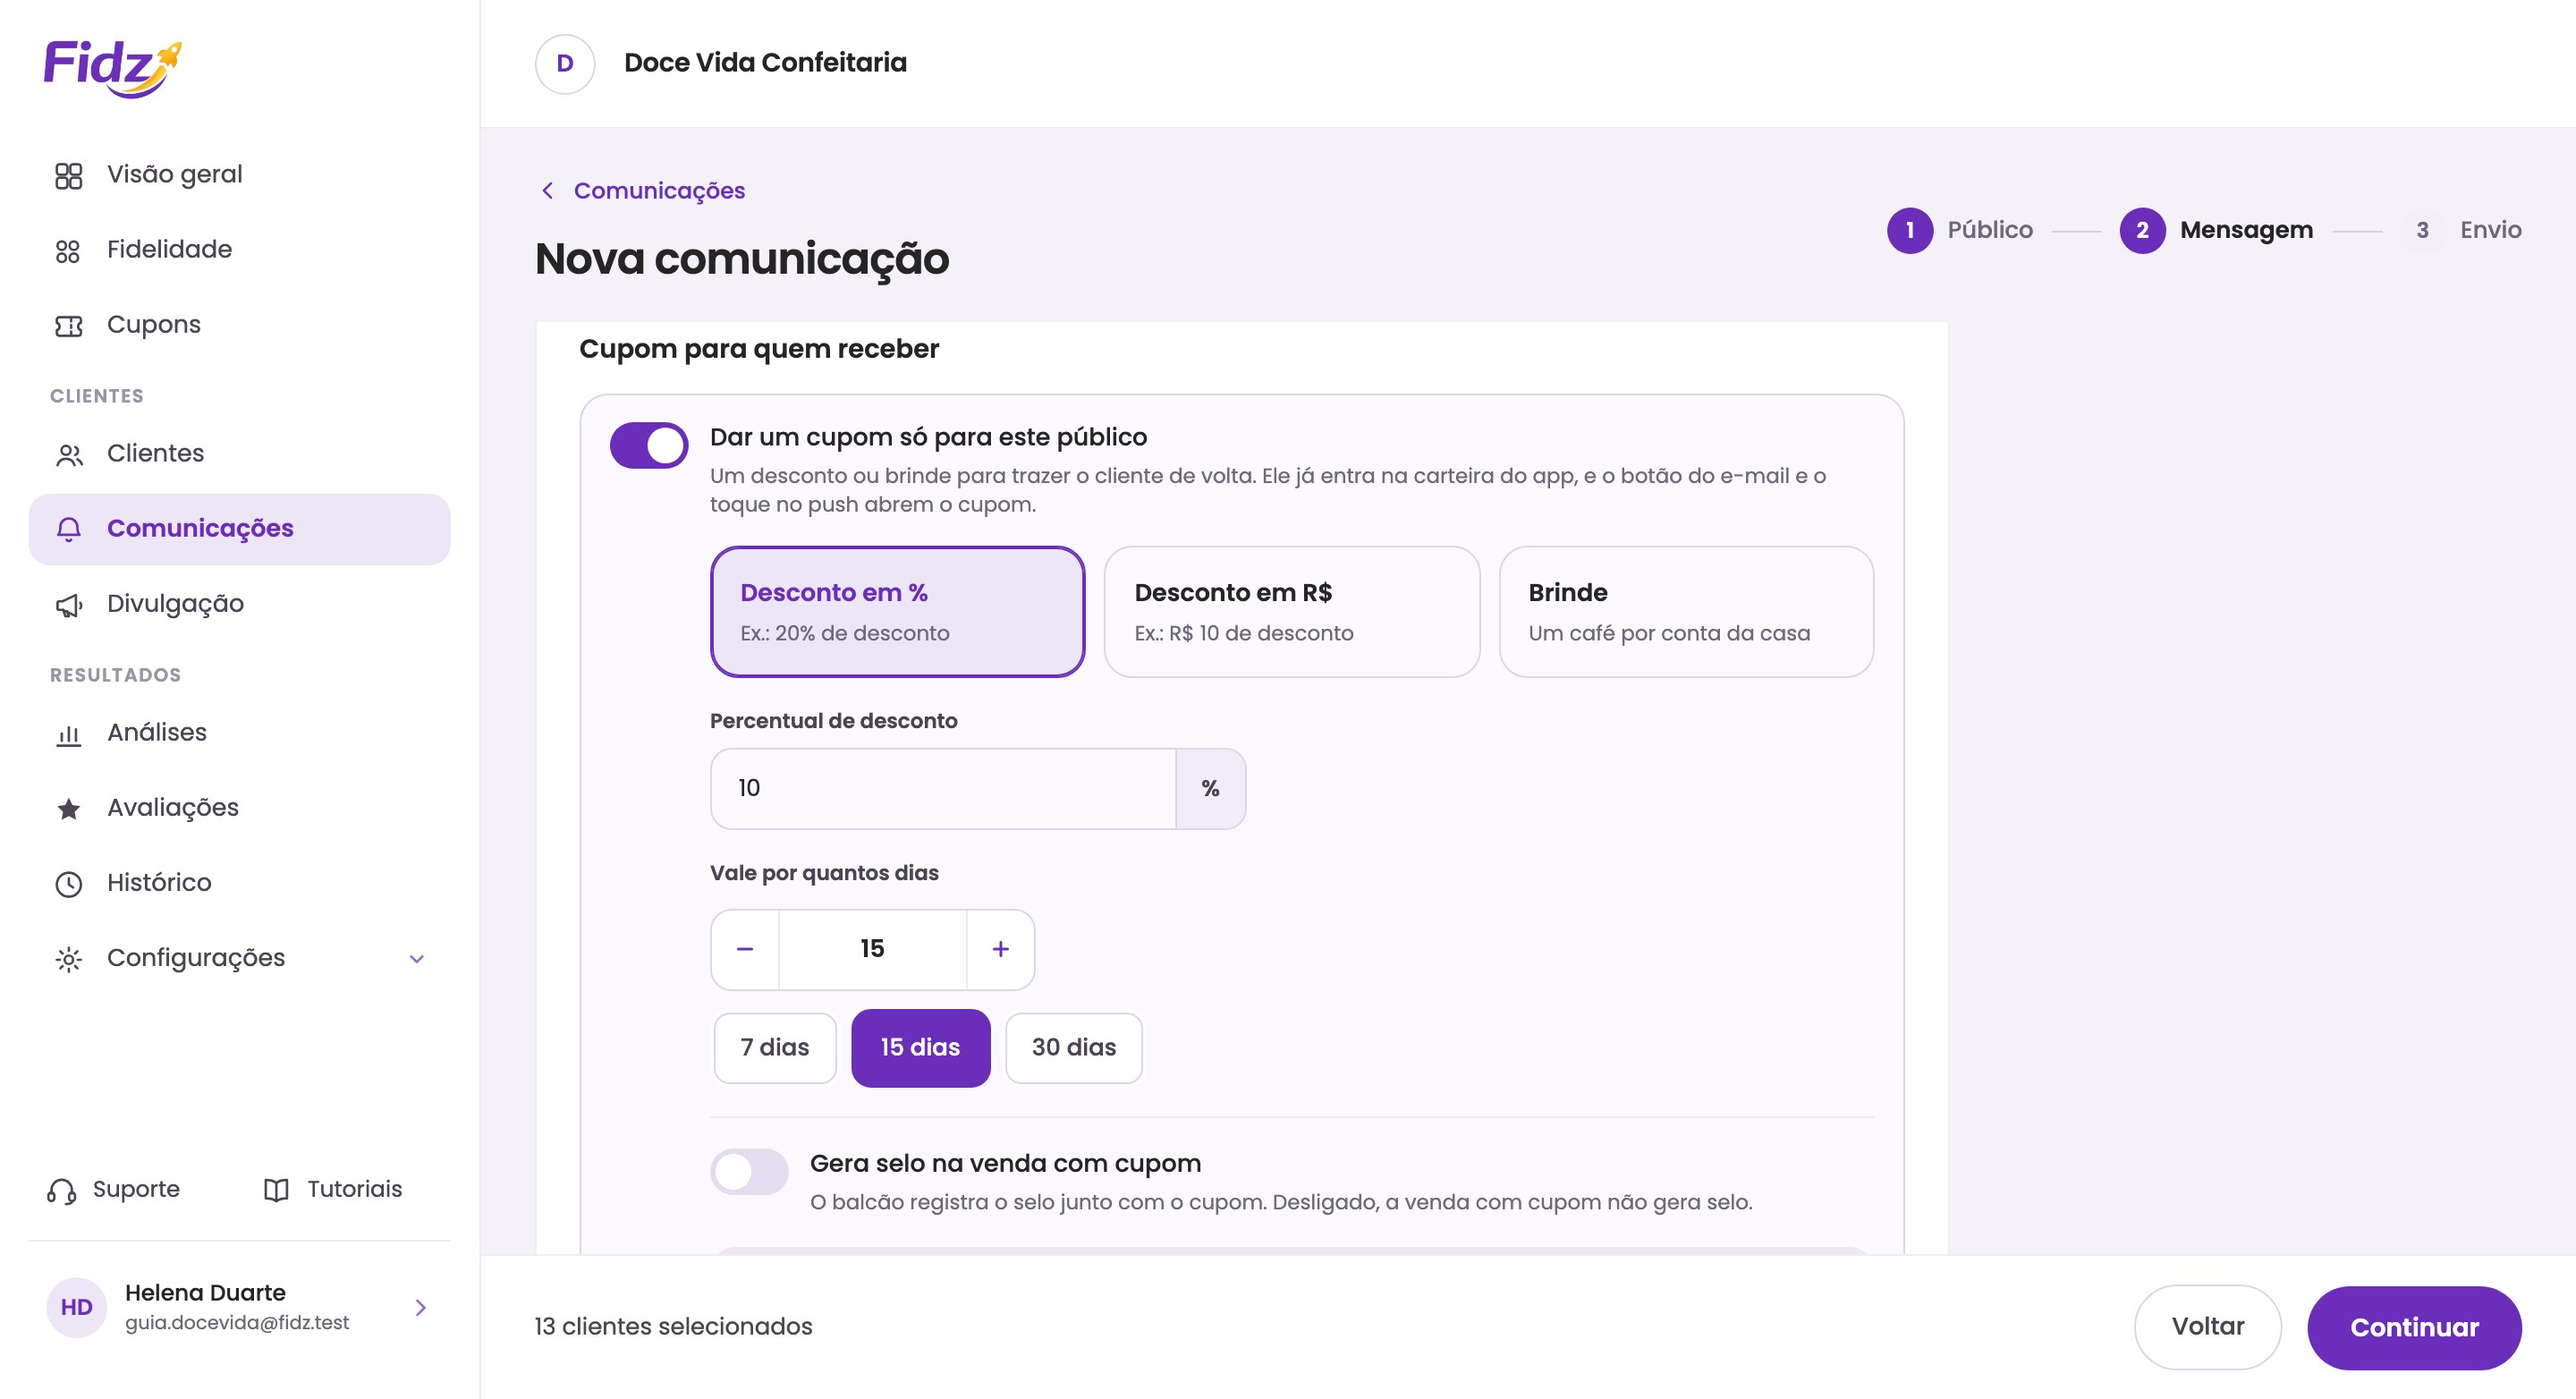 Fidz
Visão geral
Fidelidade
Cupons
CLIENTES
Clientes
Comunicações
Divulgação
RESULTADOS
Análises
Avaliações
Histórico
Configurações
Suporte
Tutoriais
HD
Helena Duarte
guia.docevida@fidz.test
D
Doce Vida Confeitaria
Comunicações
Nova comunicação
1
Público
2
Mensagem
3
Envio
Cupom para quem receber
Dar um cupom só para este público
Um desconto ou brinde para trazer o cliente de volta. Ele já entra na carteira do app, e o botão do e-mail e o
toque no push abrem o cupom.
Desconto em %
Ex.: 20% de desconto
Desconto em R$
Ex.: R$ 10 de desconto
Brinde
Um café por conta da casa
Percentual de desconto
10
%
Vale por quantos dias
−
15
+
7 dias
15 dias
30 dias
Gera selo na venda com cupom
O balcão registra o selo junto com o cupom. Desligado, a venda com cupom não gera selo.
13 clientes selecionados
Voltar
Continuar